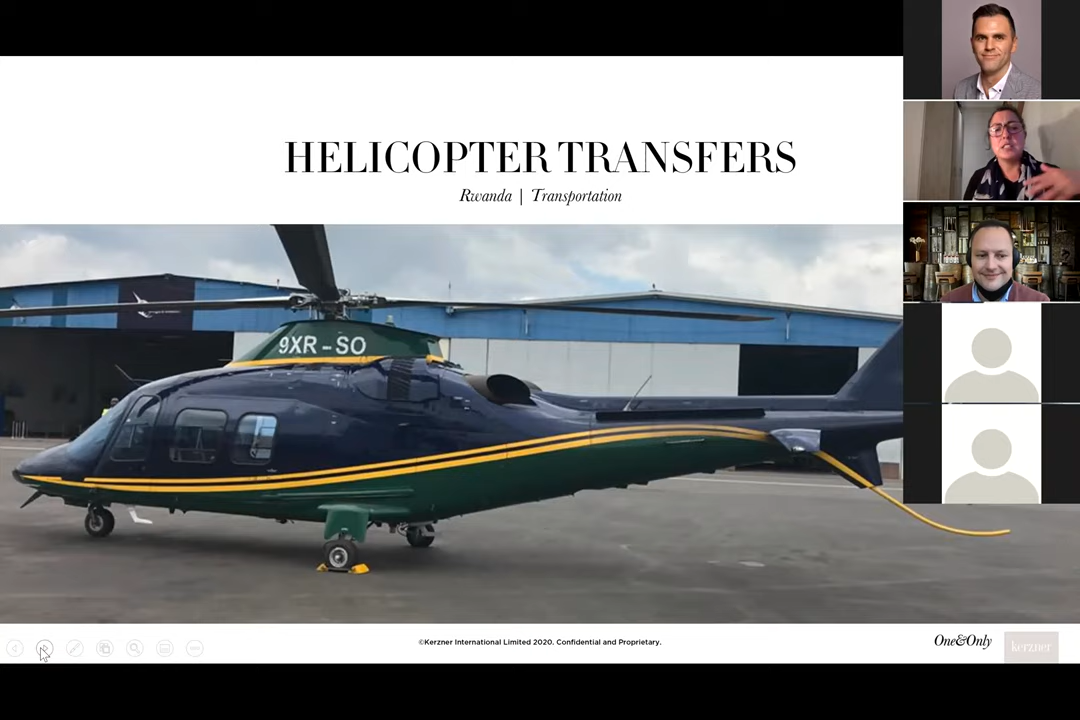 HELICOPTER TRANSFERS
Rwanda | Transportation
9XR-SO
©Kerzner International Limited 2020. Confidential and Proprietary.
One&Only
kerzner